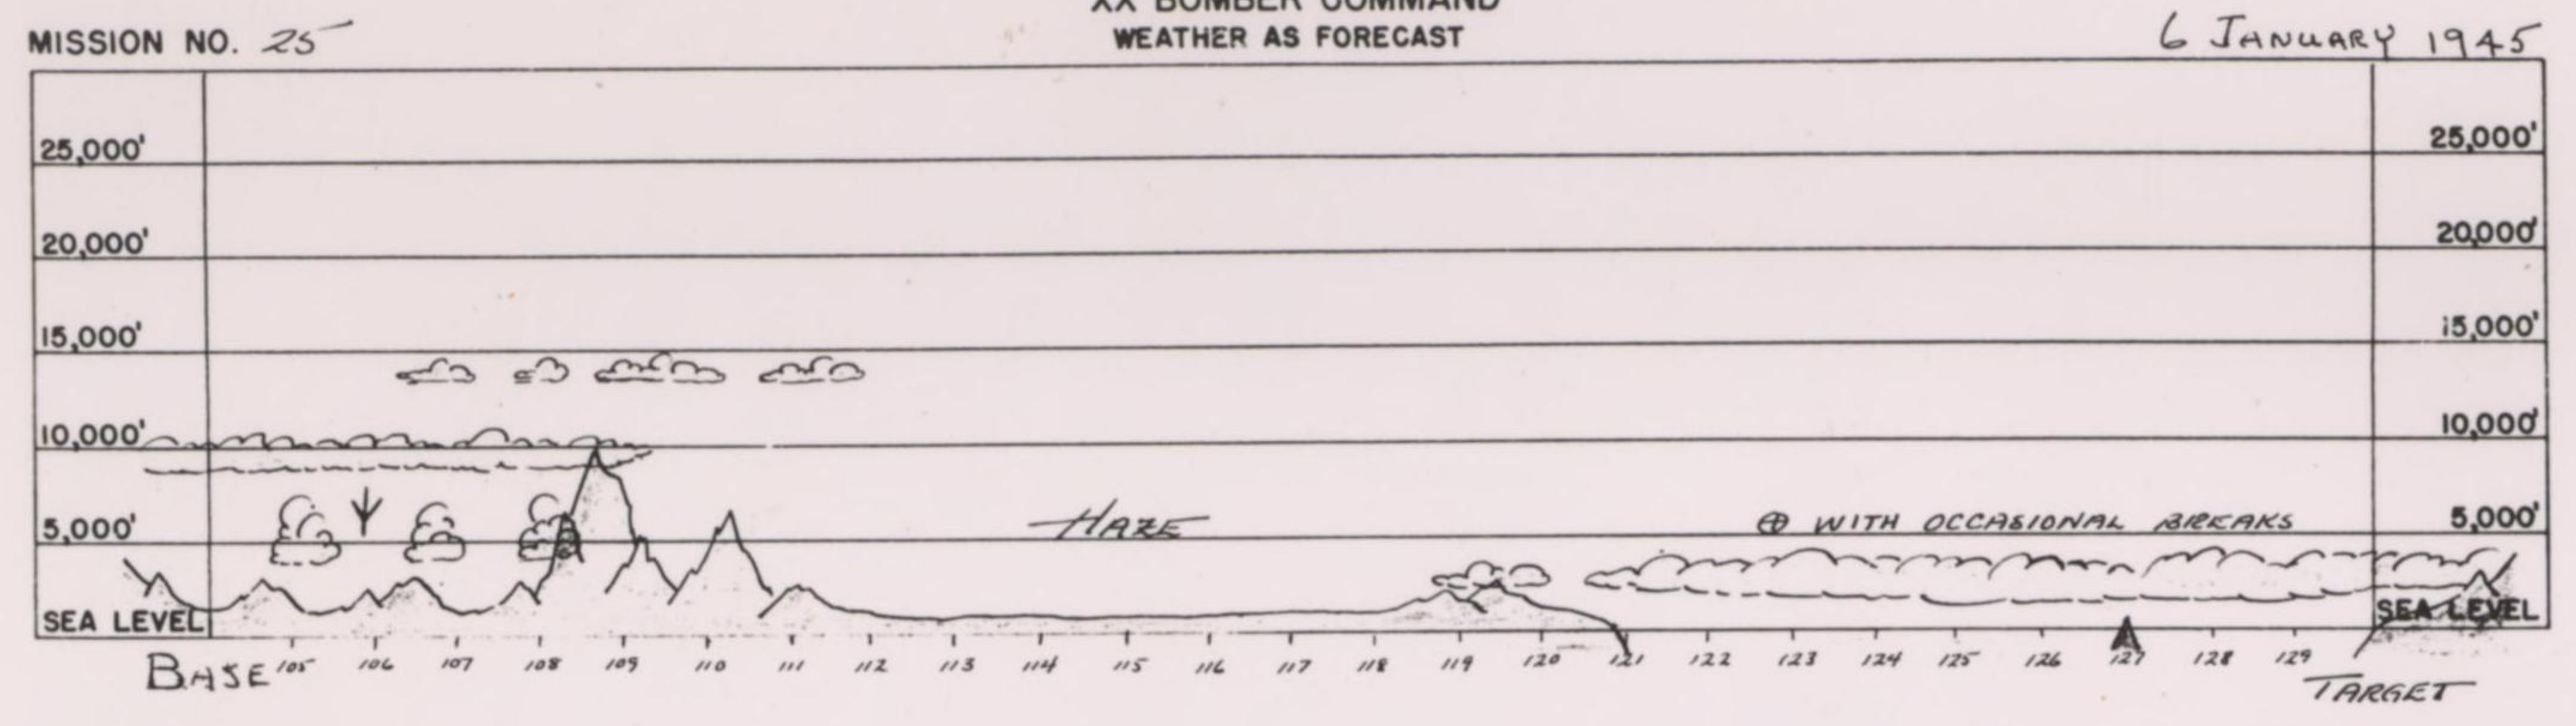 XX BOMBER COMMAND
MISSION NO. 25
WEATHER AS FORECAST
6 JANUARY 1945
25,000' 25,000'
20,000' 20,000'
15,000' 15,000'
10,000' 10,000'
HAZE
⊕ WITH OCCASIONAL BREAKS
5,000' 5,000'
SEA LEVEL SEA LEVEL
BASE 105 106 107 108 109 110 111 112 113 114 115 116 117 118 119 120 121 122 123 124 125 126 127 128 129
TARGET